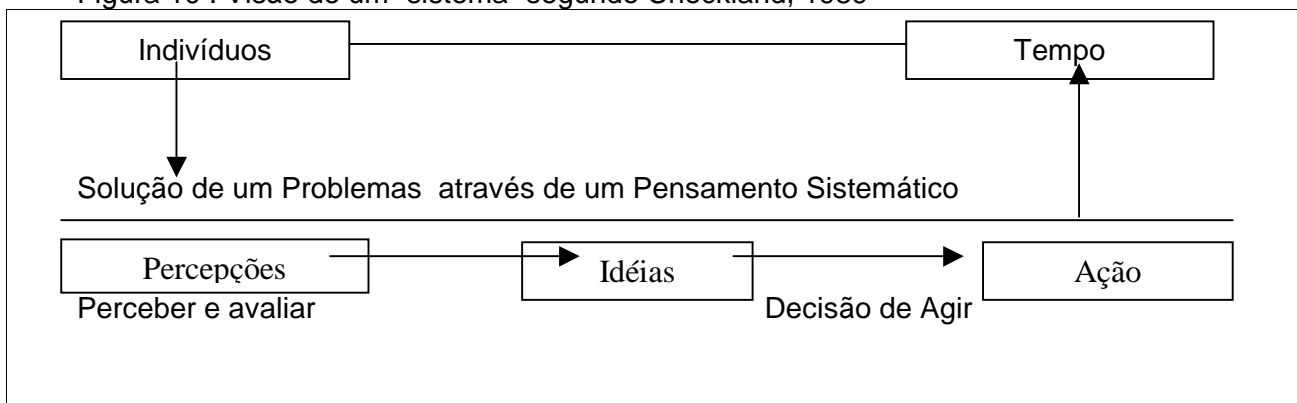 Indivíduos Tempo
Solução de um Problemas através de um Pensamento Sistemático
Percepções Idéias Ação
Perceber e avaliar Decisão de Agir